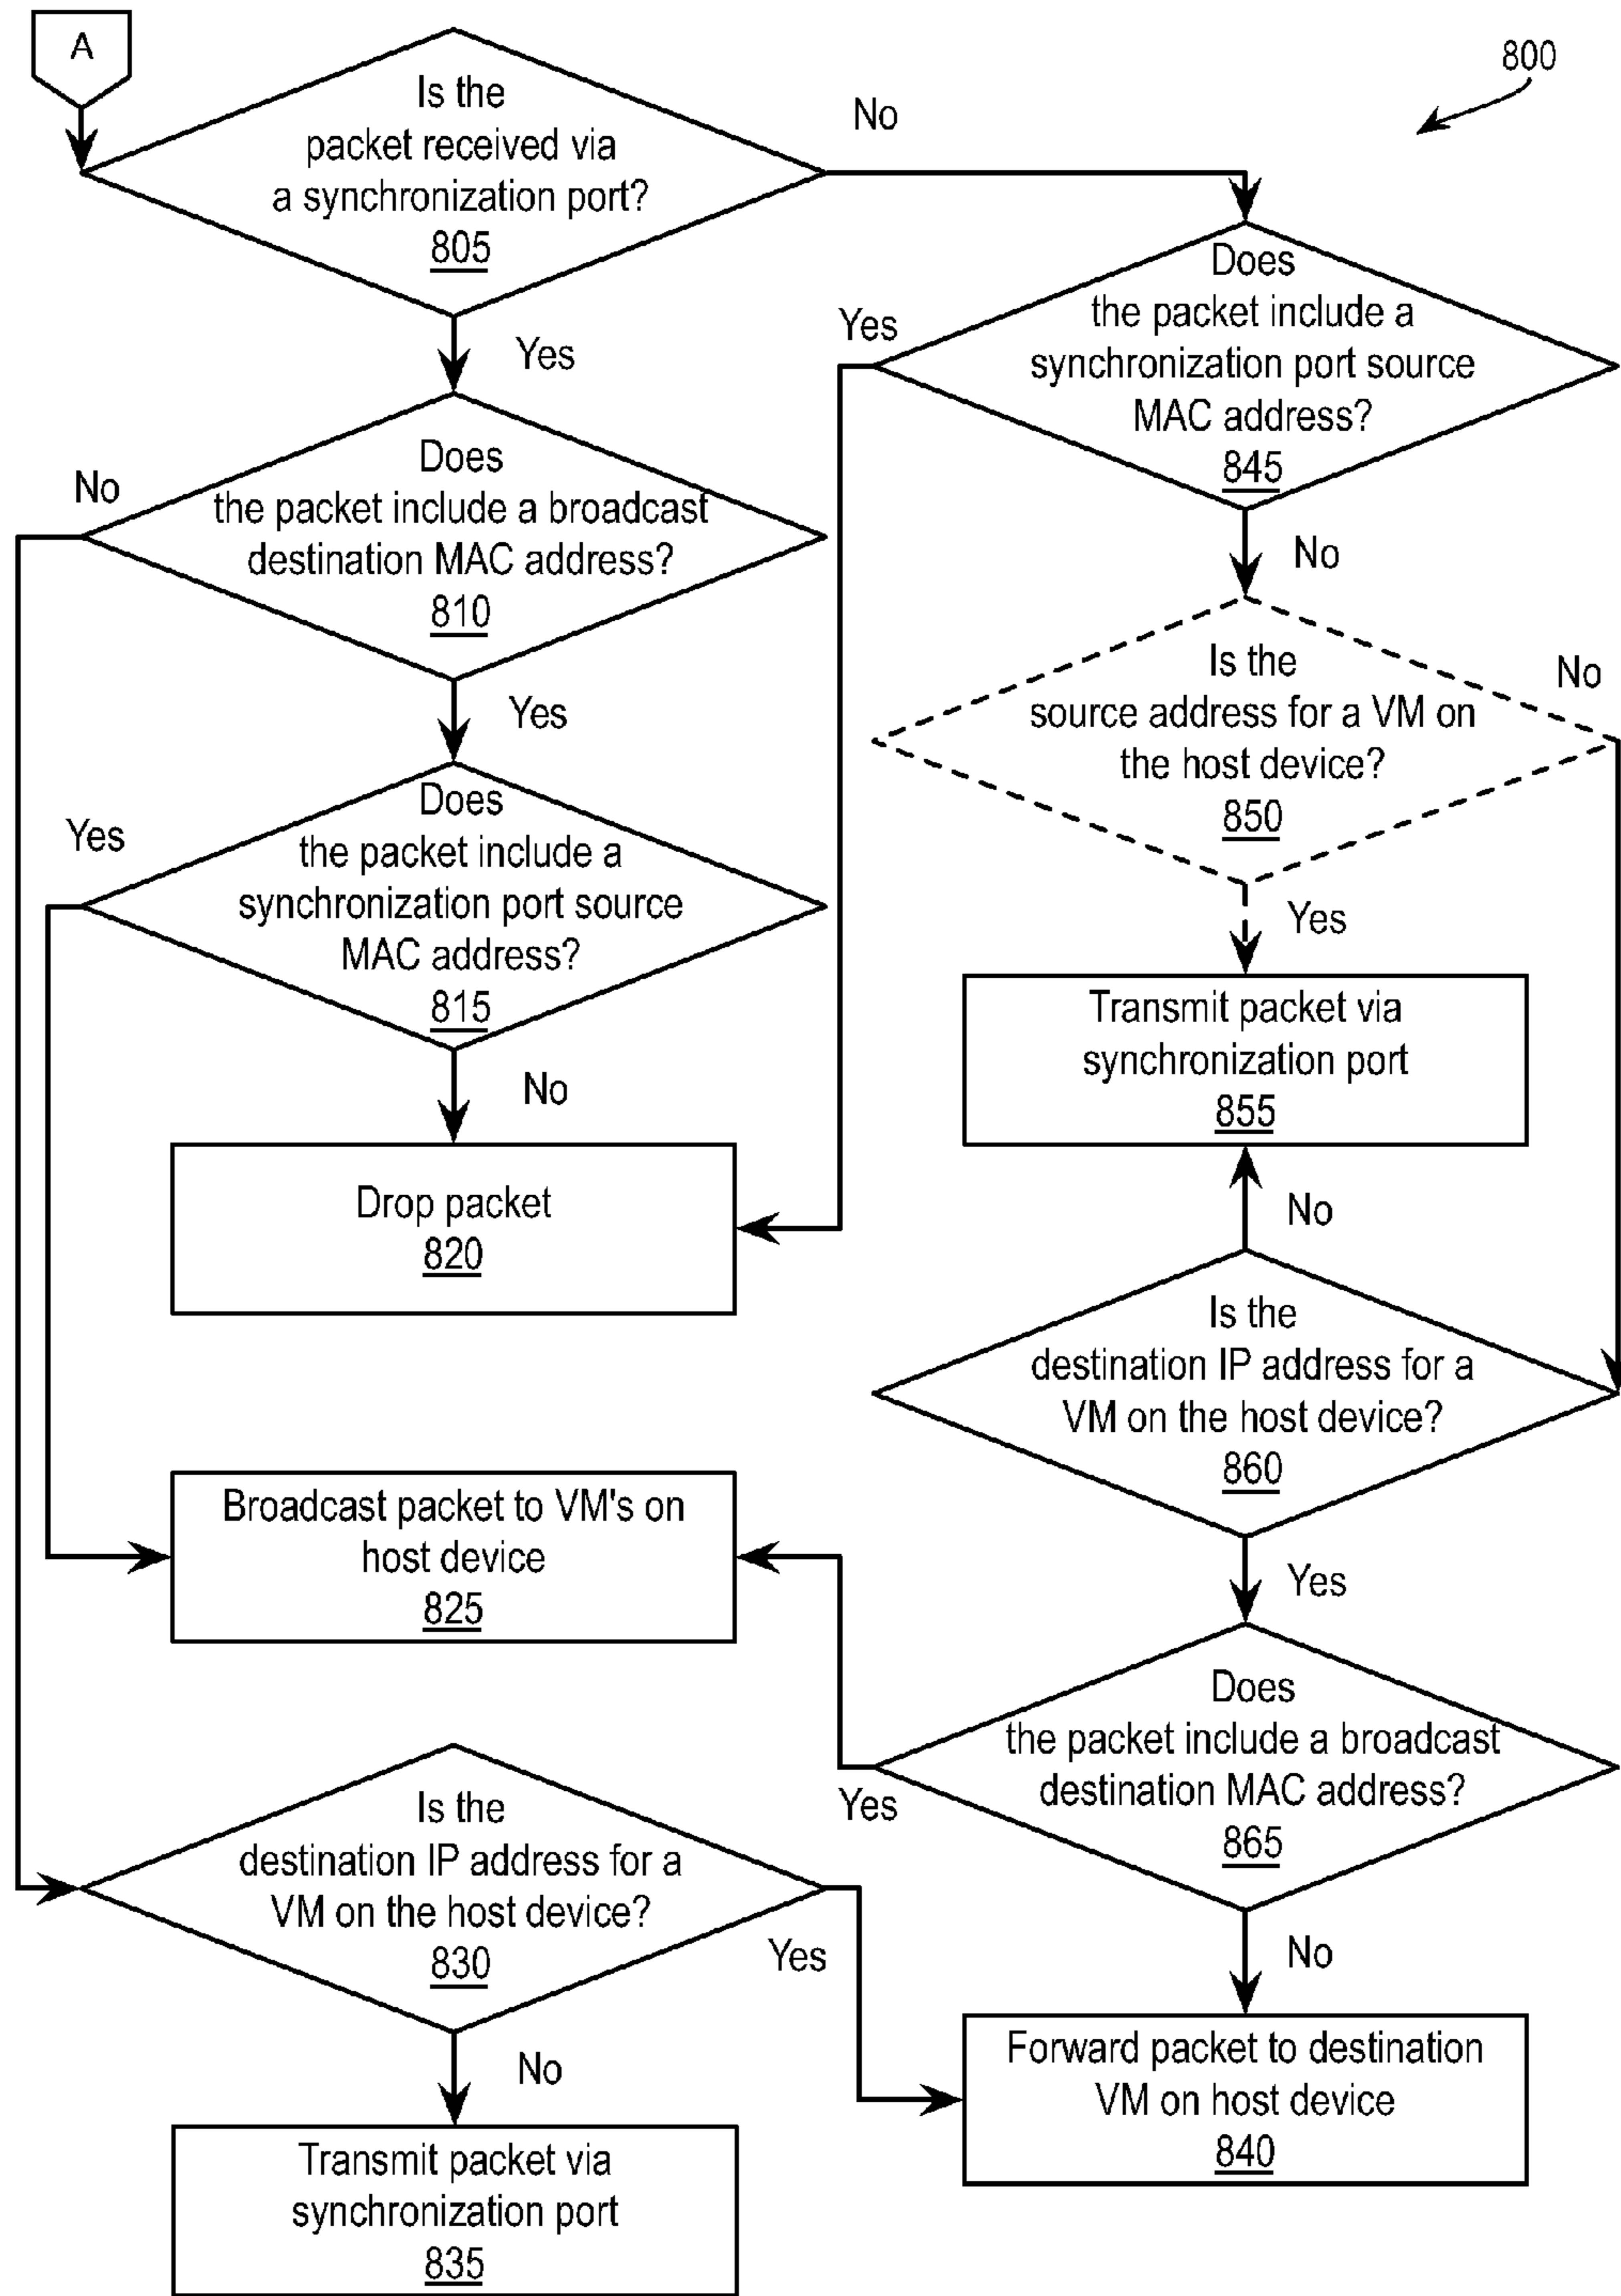 A
800
Is the
packet received via
a synchronization port?
805
No
Yes
Does
the packet include a
synchronization port source
MAC address?
845
Yes
No
Does
the packet include a broadcast
destination MAC address?
810
No
Yes
Is the
source address for a VM on
the host device?
850
No
Yes
Does
the packet include a
synchronization port source
MAC address?
815
Yes
No
Transmit packet via
synchronization port
855
No
Drop packet
820
Is the
destination IP address for a
VM on the host device?
860
Yes
Broadcast packet to VM's on
host device
825
Does
the packet include a broadcast
destination MAC address?
865
Yes
No
Is the
destination IP address for a
VM on the host device?
830
Yes
No
Forward packet to destination
VM on host device
840
Transmit packet via
synchronization port
835